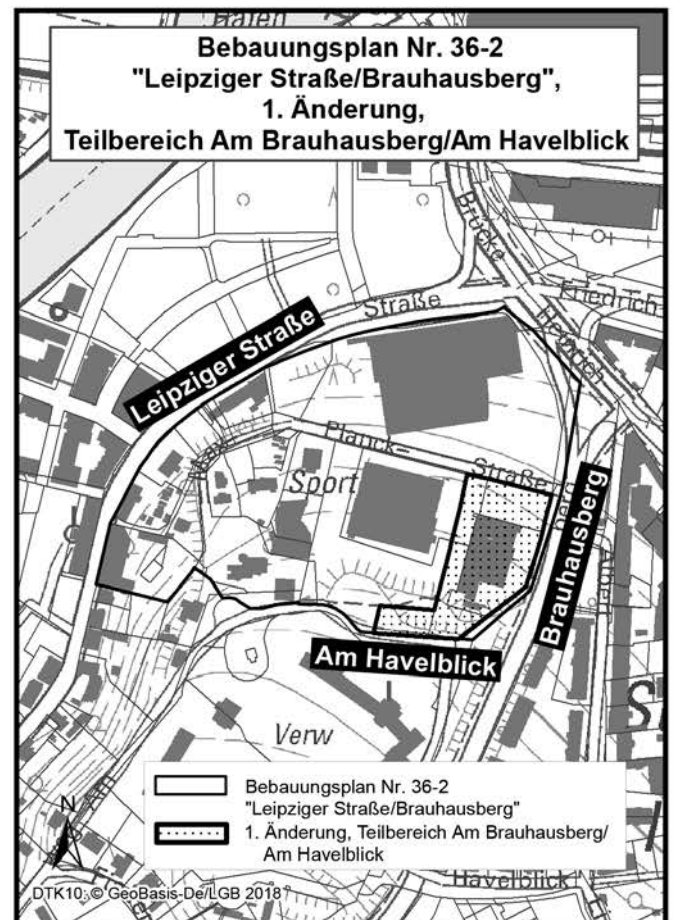 Hafen
Bebauungsplan Nr. 36-2
"Leipziger Straße/Brauhausberg",
1. Änderung,
Teilbereich Am Brauhausberg/Am Havelblick
Brücke
Friedrich
Straße
Leipziger Straße
Heinrich
Planck-
Straße
Sport
Brauhausberg
Am Havelblick
Verw
Bebauungsplan Nr. 36-2
"Leipziger Straße/Brauhausberg"
1. Änderung, Teilbereich Am Brauhausberg/
Am Havelblick
N
DTK10; © GeoBasis-De/LGB 2018
Havelblick